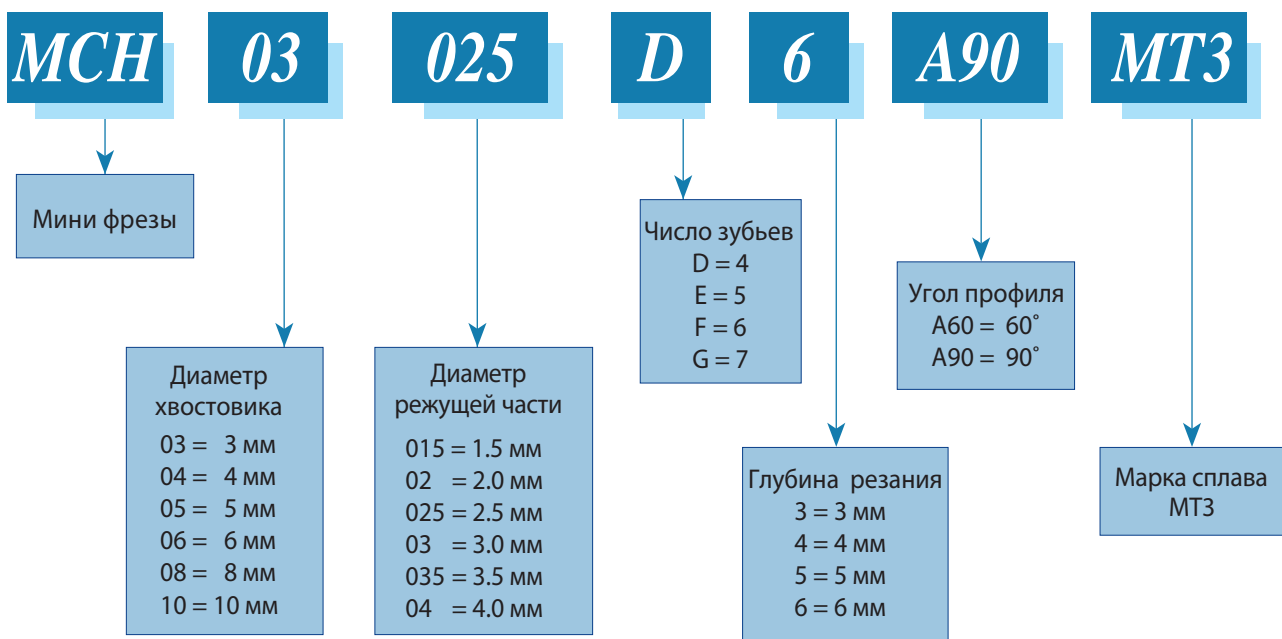 MCH 03 025 D 6 A90 MT3
Мини фрезы
Диаметр
хвостовика
03 = 3 мм
04 = 4 мм
05 = 5 мм
06 = 6 мм
08 = 8 мм
10 = 10 мм
Диаметр
режущей части
015 = 1.5 мм
02 = 2.0 мм
025 = 2.5 мм
03 = 3.0 мм
035 = 3.5 мм
04 = 4.0 мм
Число зубьев
D = 4
E = 5
F = 6
G = 7
Глубина резания
3 = 3 мм
4 = 4 мм
5 = 5 мм
6 = 6 мм
Угол профиля
A60 = 60˚
A90 = 90˚
Марка сплава
MT3